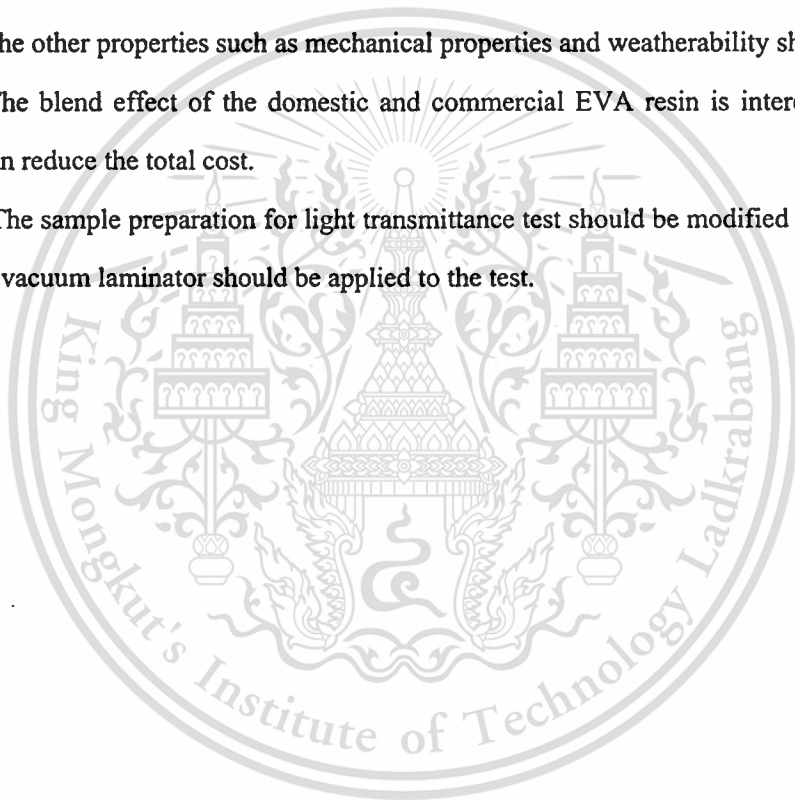 he other properties such as mechanical properties and weatherability sh
he blend effect of the domestic and commercial EVA resin is inter
n reduce the total cost.
The sample preparation for light transmittance test should be modified
vacuum laminator should be applied to the test.
King Mongkut's Institute of Technology Ladkrabang